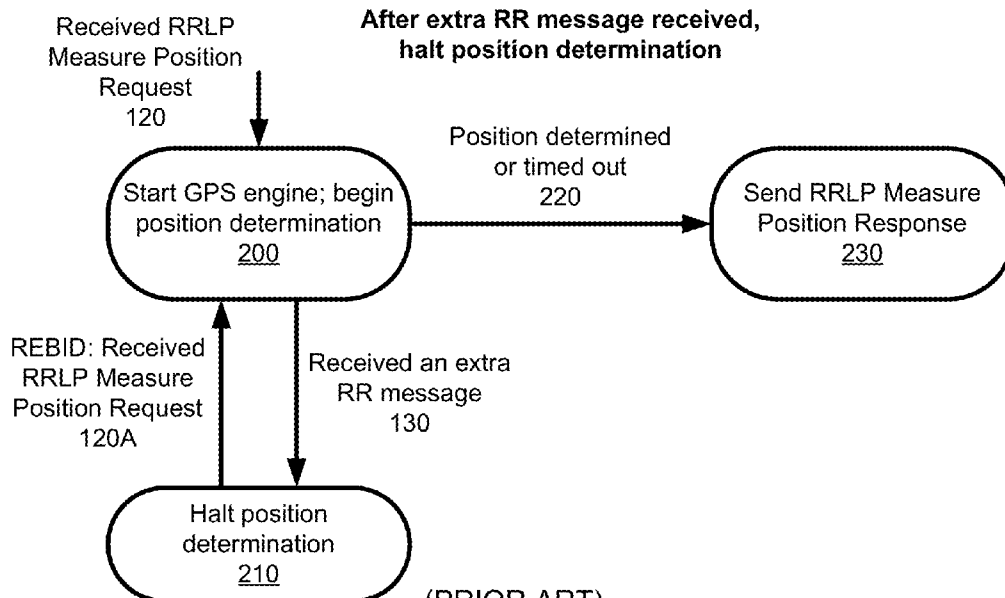 After extra RR message received,
halt position determination
Received RRLP
Measure Position
Request
120
Start GPS engine; begin
position determination
200
Position determined
or timed out
220
Send RRLP Measure
Position Response
230
REBID: Received
RRLP Measure
Position Request
120A
Received an extra
RR message
130
Halt position
determination
210
(PRIOR ART)